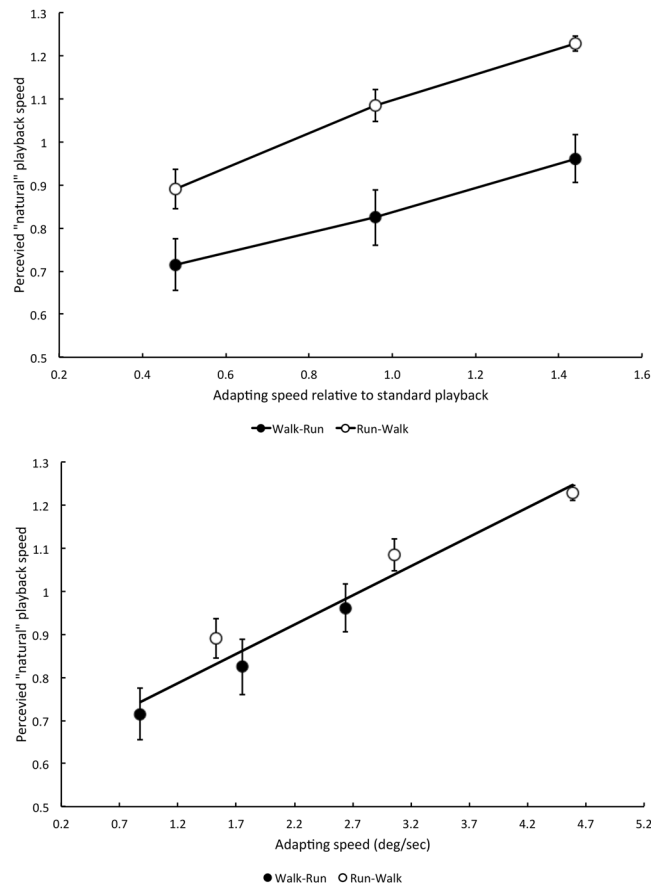 1.3
1.2
1.1
1
0.9
0.8
0.7
0.6
0.5
Percevied "natural" playback speed
0.2 0.4 0.6 0.8 1.0 1.2 1.4 1.6
Adapting speed relative to standard playback
Walk-Run Run-Walk
1.3
1.2
1.1
1
0.9
0.8
0.7
0.6
0.5
Percevied "natural" playback speed
0.2 0.7 1.2 1.7 2.2 2.7 3.2 3.7 4.2 4.7 5.2
Adapting speed (deg/sec)
Walk-Run Run-Walk